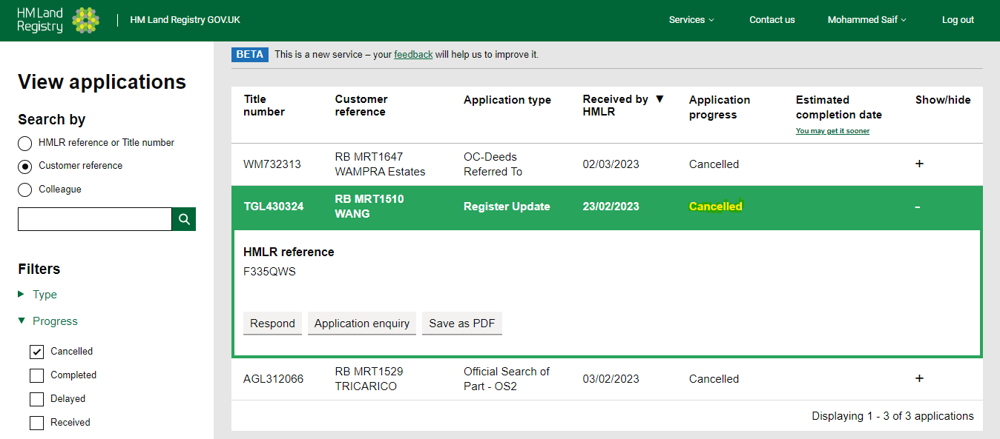 HM Land
Registry
HM Land Registry GOV.UK
Services
Contact us
Mohammed Saif
Log out
View applications
Search by
HMLR reference or Title number
Customer reference
Colleague
Filters
Type
Progress
Cancelled
Completed
Delayed
Received
BETA This is a new service – your feedback will help us to improve it.
Title
number
Customer
reference
Application type
Received by ▼
HMLR
Application
progress
Estimated
completion date
You may get it sooner
Show/hide
WM732313
RB MRT1647
WAMPRA Estates
OC-Deeds
Referred To
02/03/2023
Cancelled
+
TGL430324
RB MRT1510
WANG
Register Update
23/02/2023
Cancelled
–
HMLR reference
F335QWS
Respond
Application enquiry
Save as PDF
AGL312066
RB MRT1529
TRICARICO
Official Search of
Part - OS2
03/02/2023
Cancelled
+
Displaying 1 - 3 of 3 applications